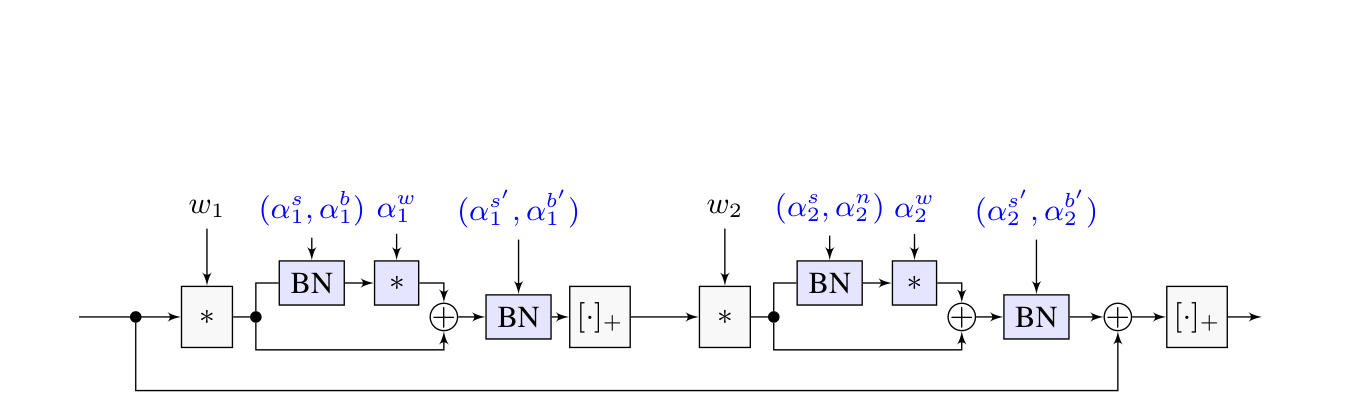 w₁ (α₁ˢ, α₁ᵇ) α₁ʷ (α₁ˢ′, α₁ᵇ′) w₂ (α₂ˢ, α₂ⁿ) α₂ʷ (α₂ˢ′, α₂ᵇ′)
BN * BN *
* + BN [·]₊ * + BN + [·]₊